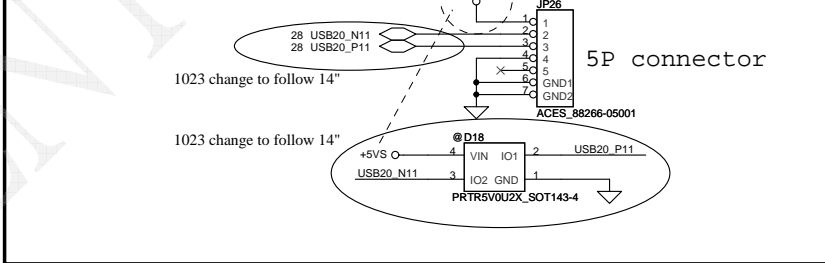 JP26
1 1
28 USB20_N11 2 2
28 USB20_P11 3 3
4 4
5 5
6 GND1
7 GND2
5P connector
1023 change to follow 14"
ACES_88266-05001
1023 change to follow 14"
@ D18
+5VS 4 VIN IO1 2 USB20_P11
USB20_N11 3 IO2 GND 1
PRTR5V0U2X_SOT143-4